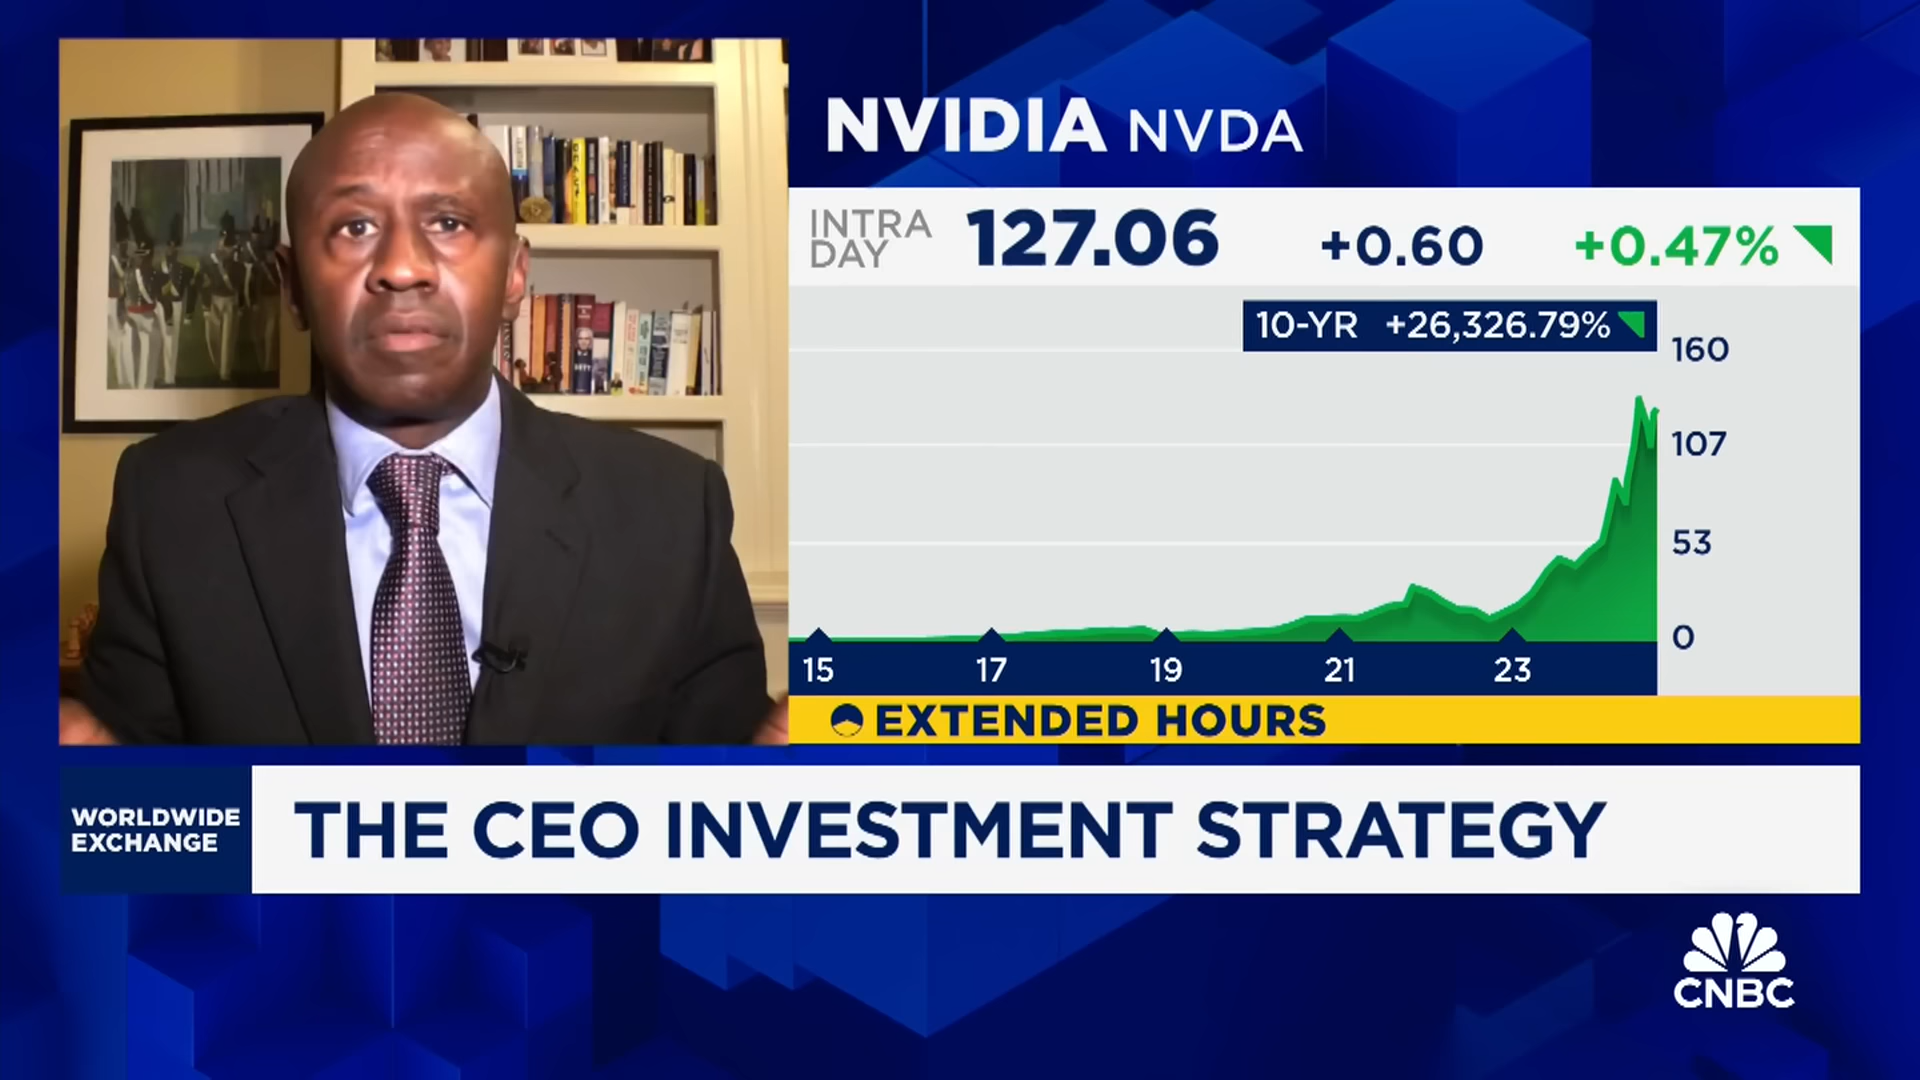 NVIDIA NVDA
INTRA
DAY
127.06 +0.60 +0.47%
10-YR +26,326.79%
160
107
53
0
15 17 19 21 23
EXTENDED HOURS
WORLDWIDE
EXCHANGE
THE CEO INVESTMENT STRATEGY
CNBC